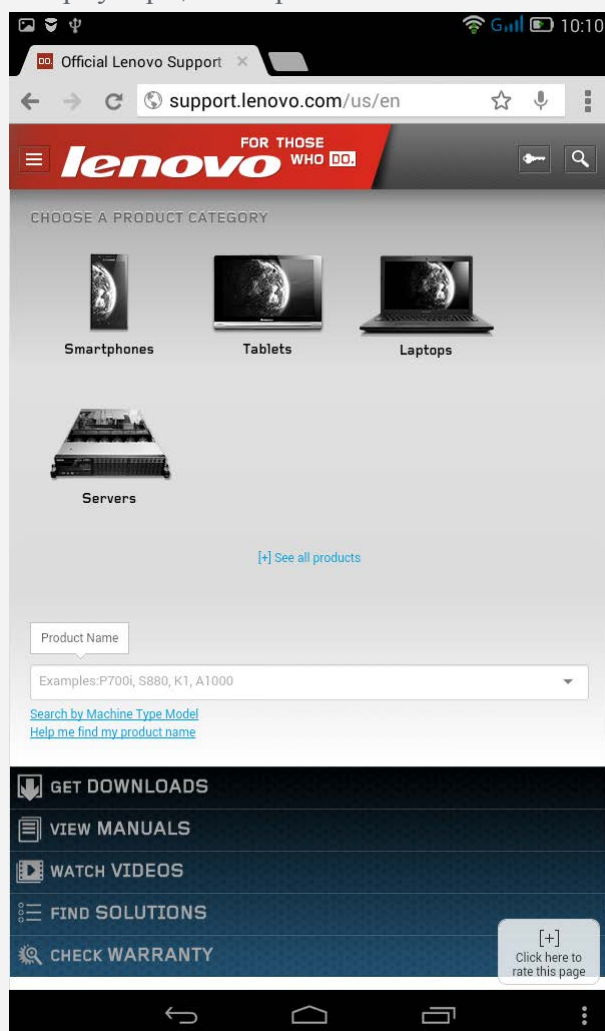 G 10:10
DO. Official Lenovo Support
support.lenovo.com/us/en
lenovo
FOR THOSE
WHO DO.
CHOOSE A PRODUCT CATEGORY
Smartphones Tablets Laptops
Servers
[+] See all products
Product Name
Examples:P700i, S880, K1, A1000
Search by Machine Type Model
Help me find my product name
GET DOWNLOADS
VIEW MANUALS
WATCH VIDEOS
FIND SOLUTIONS
CHECK WARRANTY
[+]
Click here to
rate this page